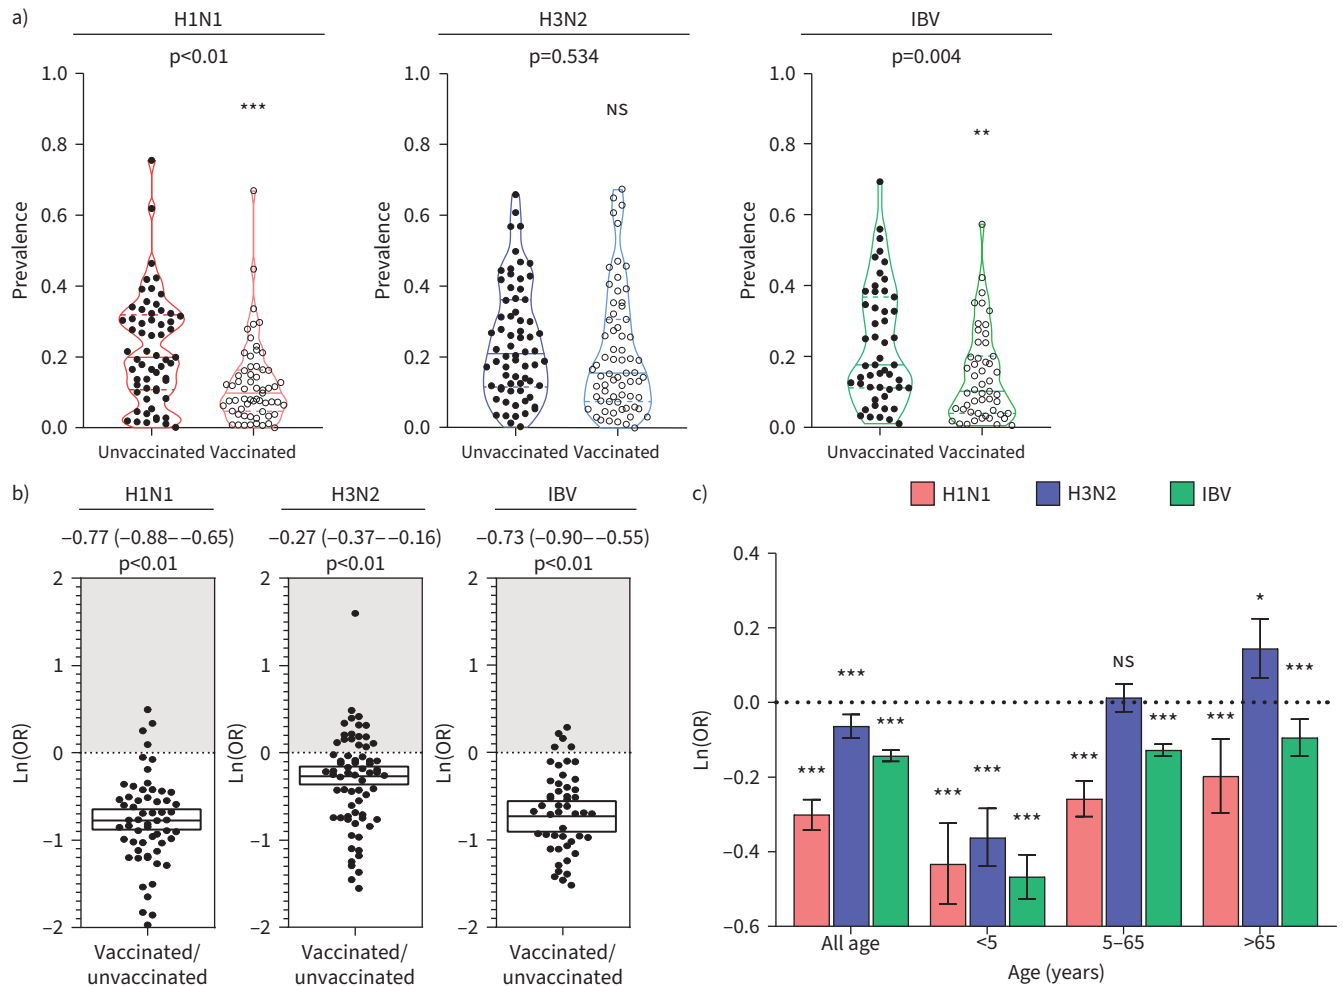 a)
H1N1
H3N2
IBV
p<0.01
p=0.534
p=0.004
***
NS
**
Prevalence
1.0
0.8
0.6
0.4
0.2
0.0
Unvaccinated Vaccinated
Prevalence
1.0
0.8
0.6
0.4
0.2
0.0
Unvaccinated Vaccinated
Prevalence
1.0
0.8
0.6
0.4
0.2
0.0
Unvaccinated Vaccinated
b)
H1N1
−0.77 (−0.88–−0.65)
p<0.01
Ln(OR)
2
1
0
−1
−2
Vaccinated/
unvaccinated
H3N2
−0.27 (−0.37–−0.16)
p<0.01
Ln(OR)
2
1
0
−1
−2
Vaccinated/
unvaccinated
IBV
−0.73 (−0.90–−0.55)
p<0.01
Ln(OR)
2
1
0
−1
−2
Vaccinated/
unvaccinated
c)
H1N1
H3N2
IBV
Ln(OR)
0.4
0.2
0.0
−0.2
−0.4
−0.6
***
***
***
***
***
***
***
NS
***
***
*
***
All age
<5
5–65
>65
Age (years)